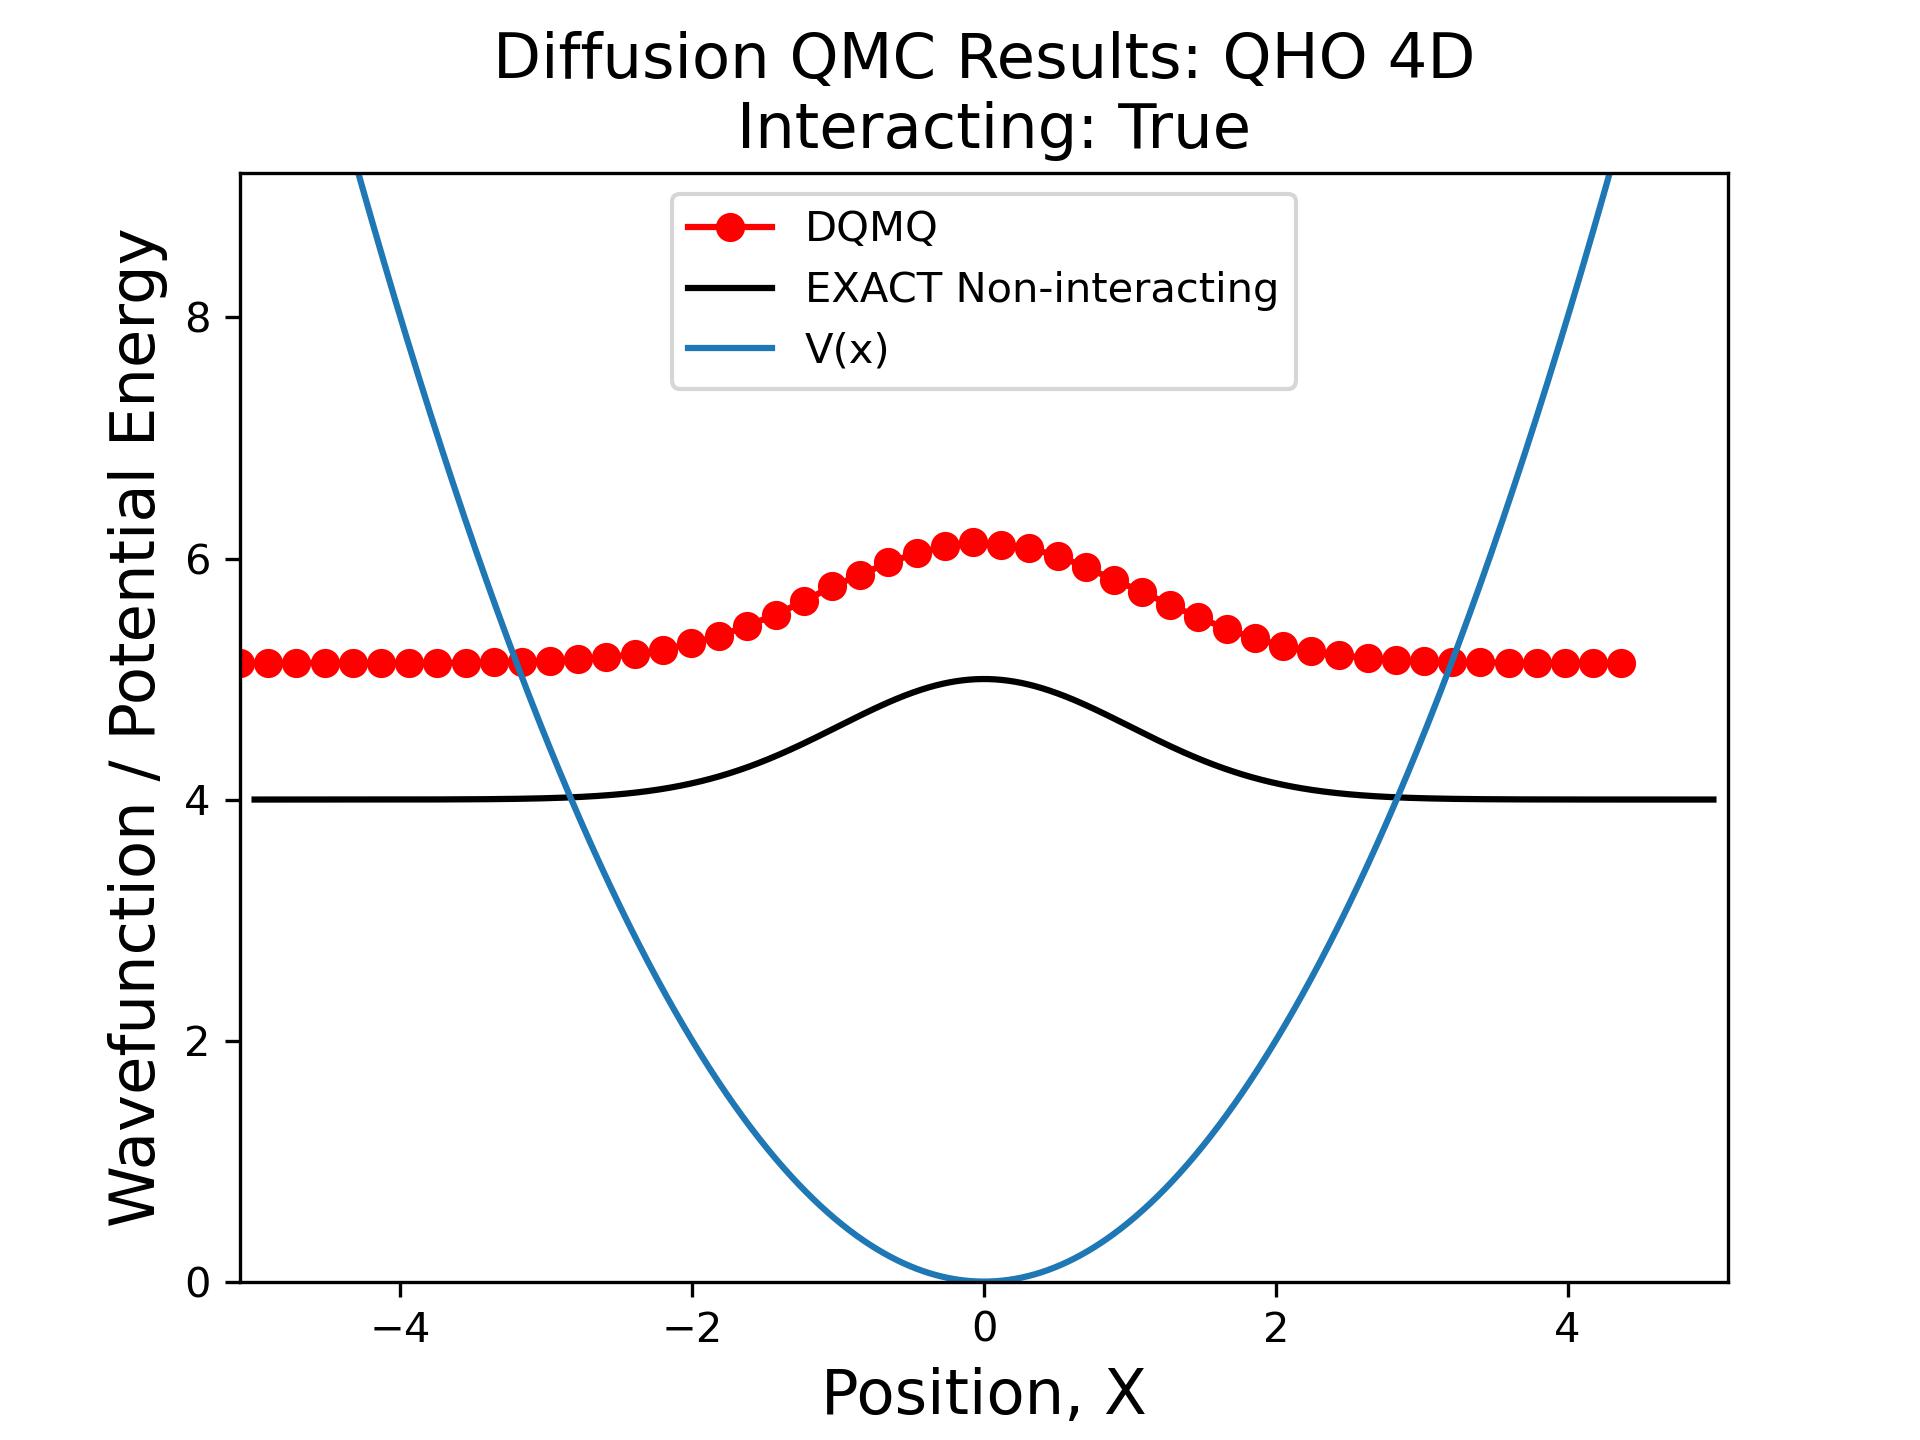 Diffusion QMC Results: QHO 4D
Interacting: True
DQMQ
EXACT Non-interacting
V(x)
Wavefunction / Potential Energy
8
6
4
2
0
−4
−2
0
2
4
Position, X